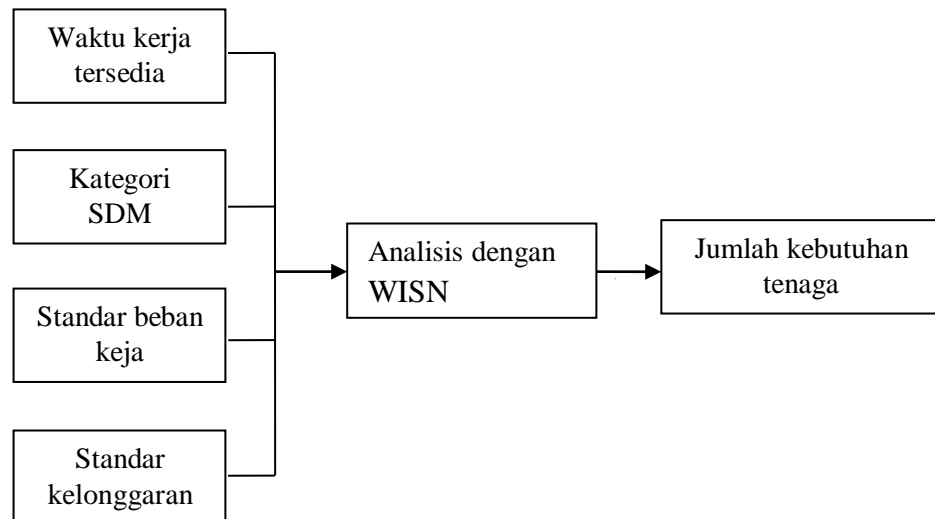 Waktu kerja
tersedia
Kategori
SDM
Standar beban
keja
Standar
kelonggaran
Analisis dengan
WISN
Jumlah kebutuhan
tenaga